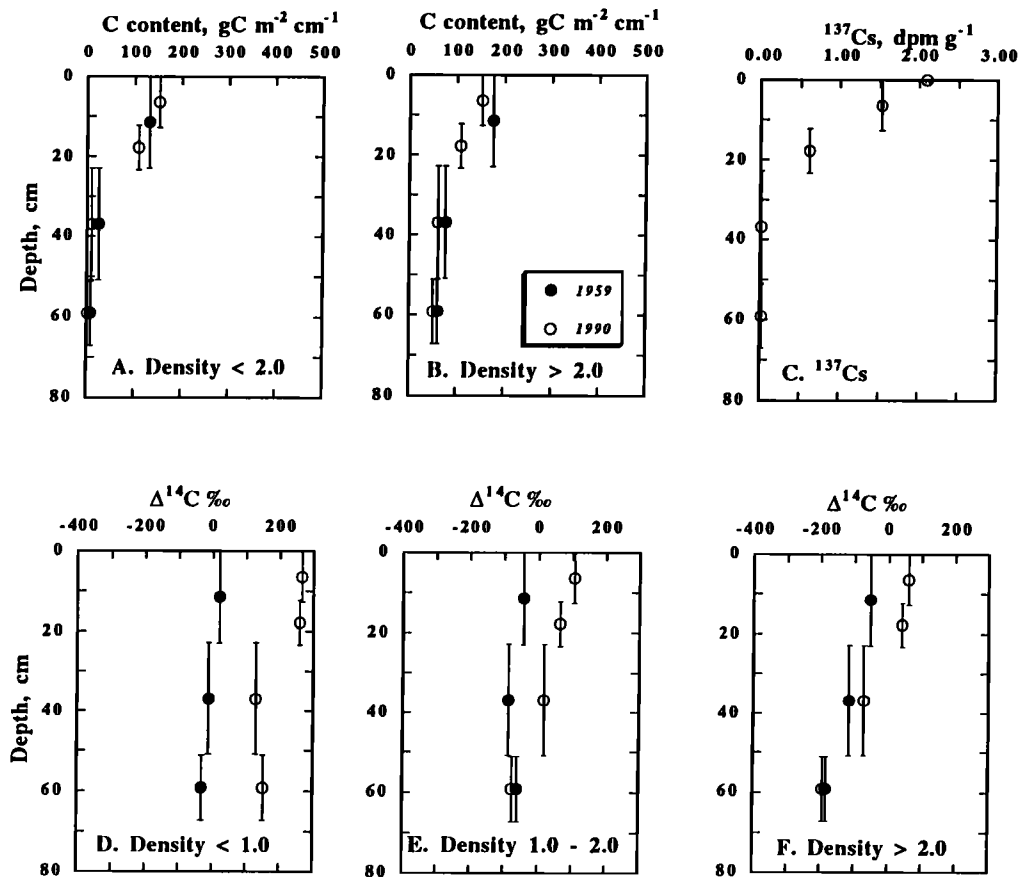 C content, gC m⁻² cm⁻¹
0 100 200 300 400 500
Depth, cm
0
20
40
60
80
A. Density < 2.0
C content, gC m⁻² cm⁻¹
0 100 200 300 400 500
0
20
40
60
80
1959
1990
B. Density > 2.0
¹³⁷Cs, dpm g⁻¹
0.00 1.00 2.00 3.00
0
20
40
60
80
C. ¹³⁷Cs
Δ¹⁴C ‰
-400 -200 0 200
Depth, cm
0
20
40
60
80
D. Density < 1.0
Δ¹⁴C ‰
-400 -200 0 200
0
20
40
60
80
E. Density 1.0 - 2.0
Δ¹⁴C ‰
-400 -200 0 200
0
20
40
60
80
F. Density > 2.0